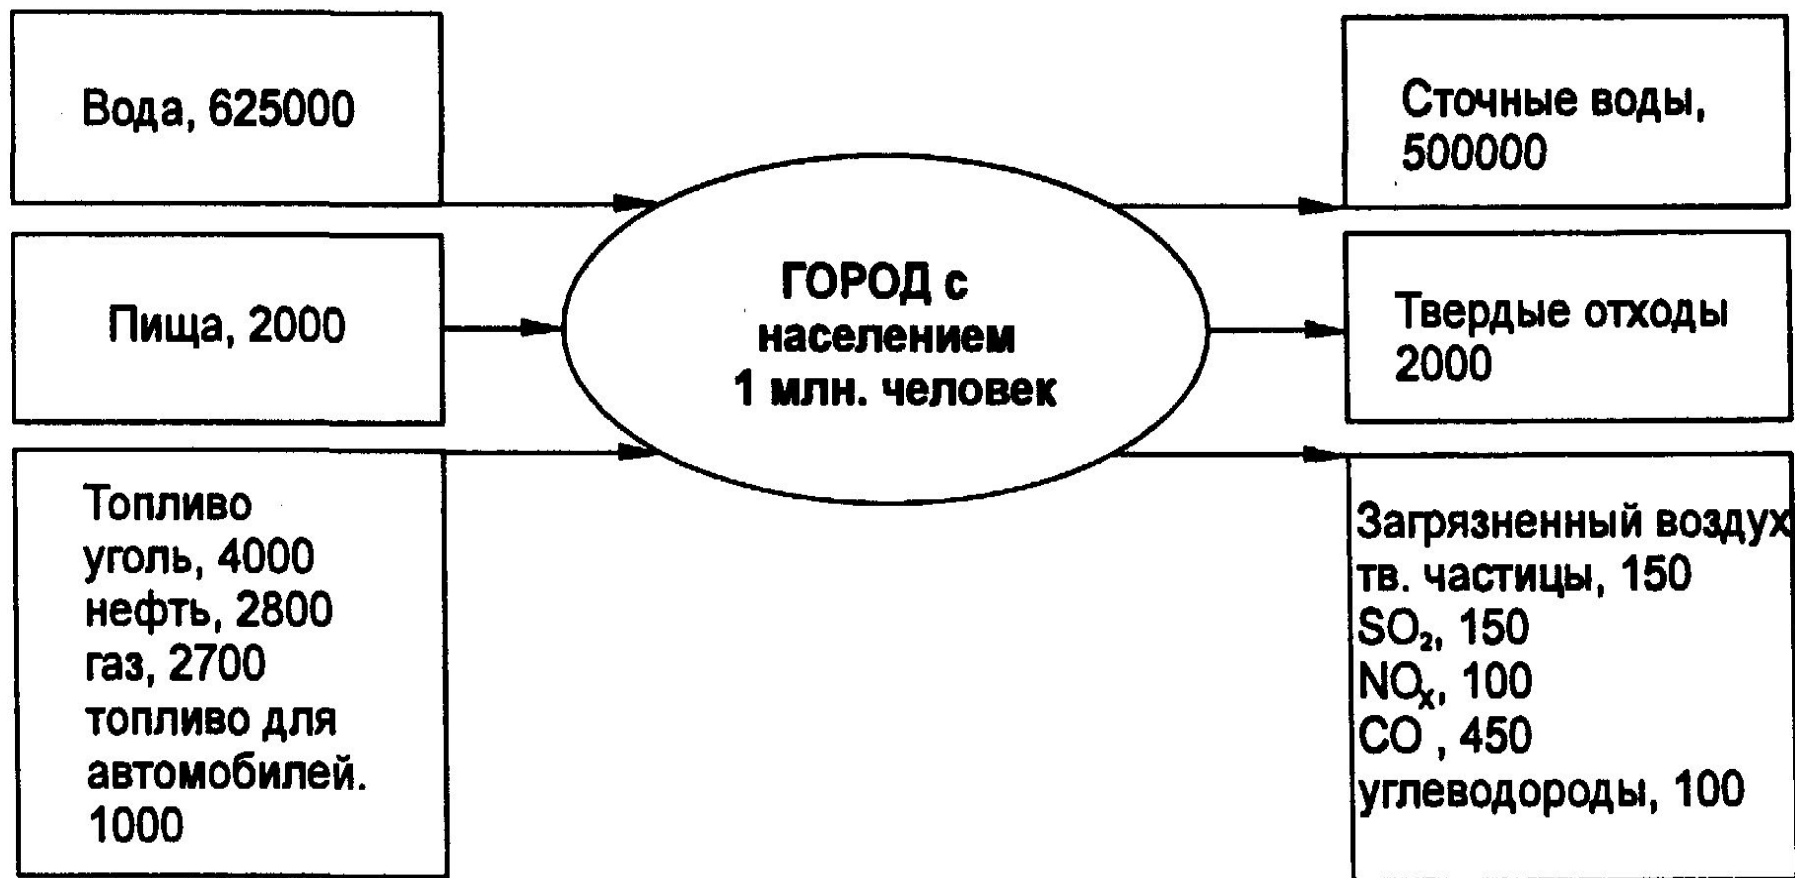 Вода, 625000
Пища, 2000
Топливо
уголь, 4000
нефть, 2800
газ, 2700
топливо для
автомобилей.
1000
ГОРОД с
населением
1 млн. человек
Сточные воды,
500000
Твердые отходы
2000
Загрязненный воздух
тв. частицы, 150
SO₂, 150
NOₓ, 100
CO , 450
углеводороды, 100